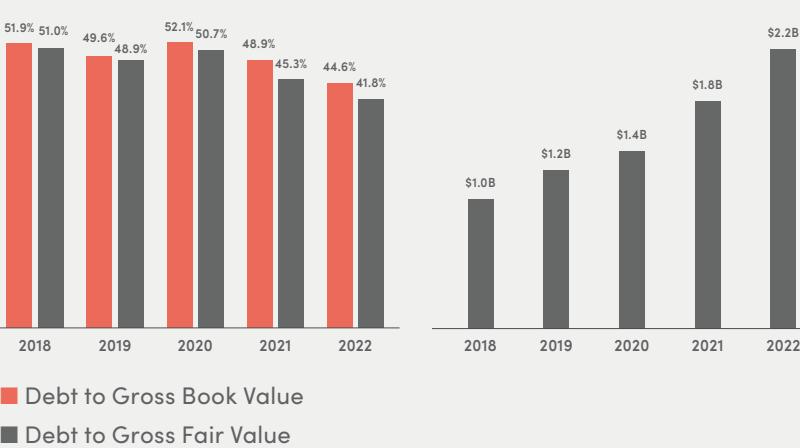 51.9% 51.0%
49.6%
48.9%
52.1%
50.7%
48.9%
45.3%
44.6%
41.8%
2018 2019 2020 2021 2022
Debt to Gross Book Value
Debt to Gross Fair Value
$1.0B
$1.2B
$1.4B
$1.8B
$2.2B
2018 2019 2020 2021 2022